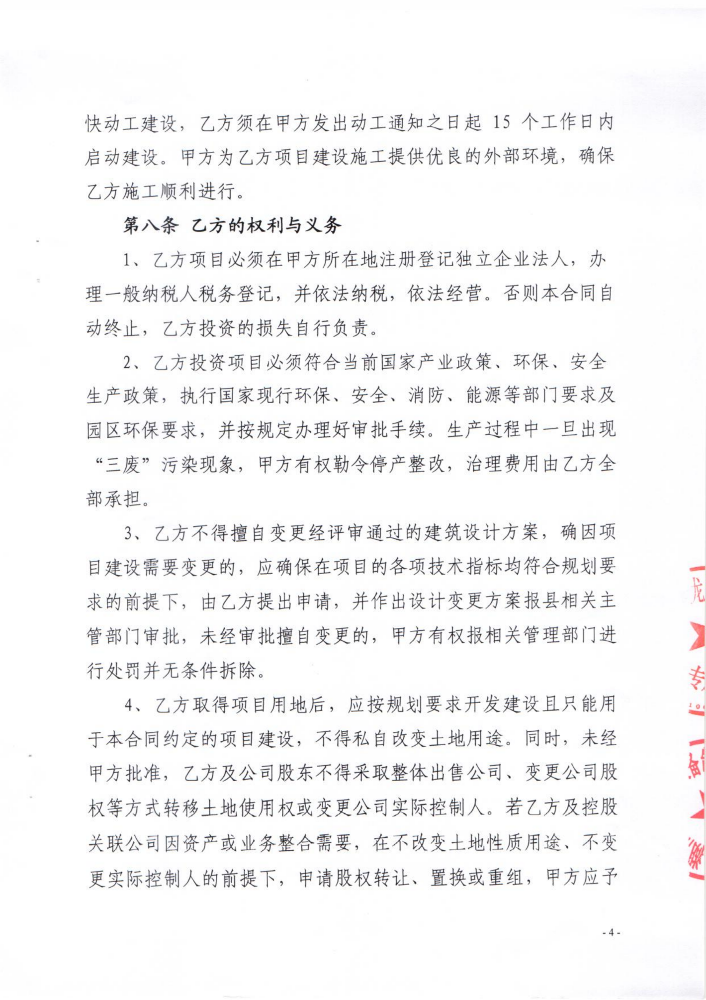 快动工建设，乙方须在甲方发出动工通知之日起 15 个工作日内
启动建设。甲方为乙方项目建设施工提供优良的外部环境，确保
乙方施工顺利进行。
第八条 乙方的权利与义务
1、乙方项目必须在甲方所在地注册登记独立企业法人，办
理一般纳税人税务登记，并依法纳税，依法经营。否则本合同自
动终止，乙方投资的损失自行负责。
2、乙方投资项目必须符合当前国家产业政策、环保、安全
生产政策，执行国家现行环保、安全、消防、能源等部门要求及
园区环保要求，并按规定办理好审批手续。生产过程中一旦出现
“三废”污染现象，甲方有权勒令停产整改，治理费用由乙方全
部承担。
3、乙方不得擅自变更经评审通过的建筑设计方案，确因项
目建设需要变更的，应确保在项目的各项技术指标均符合规划要
求的前提下，由乙方提出申请，并作出设计变更方案报县相关主
管部门审批，未经审批擅自变更的，甲方有权报相关管理部门进
行处罚并无条件拆除。
4、乙方取得项目用地后，应按规划要求开发建设且只能用
于本合同约定的项目建设，不得私自改变土地用途。同时，未经
甲方批准，乙方及公司股东不得采取整体出售公司、变更公司股
权等方式转移土地使用权或变更公司实际控制人。若乙方及控股
关联公司因资产或业务整合需要，在不改变土地性质用途、不变
更实际控制人的前提下，申请股权转让、置换或重组，甲方应予
- 4 -